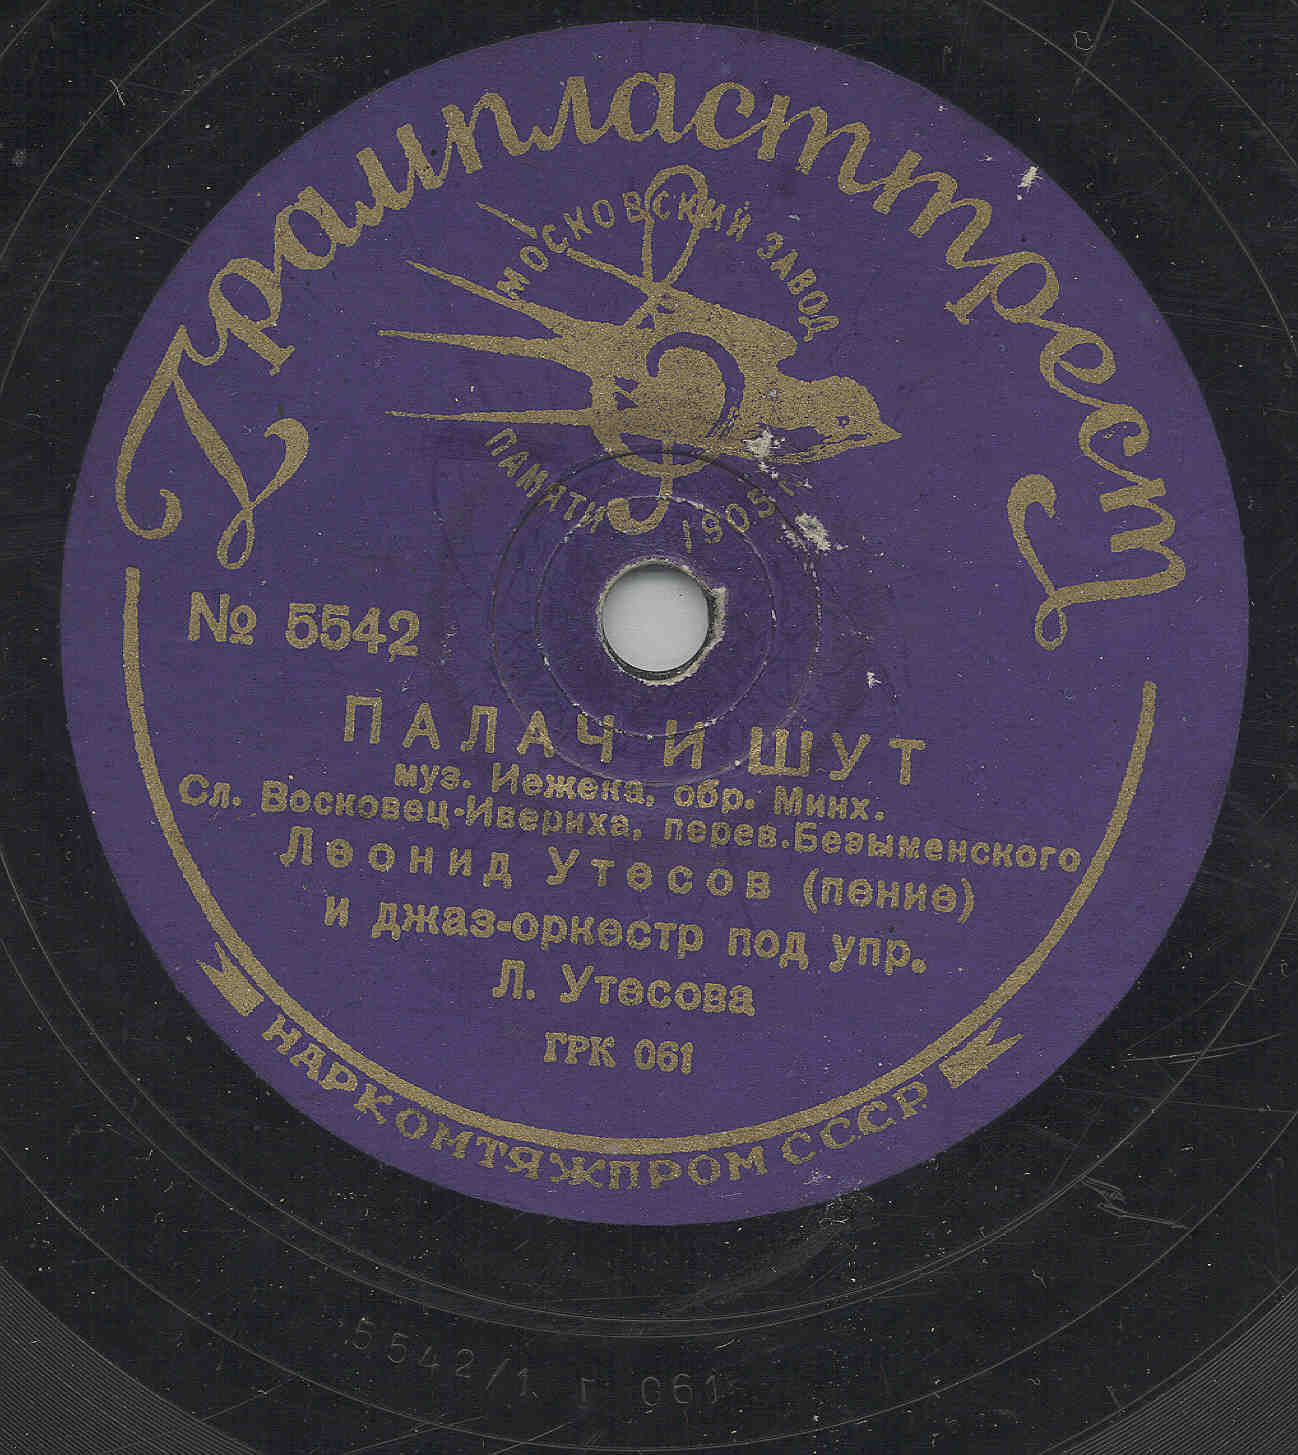 Грампласттрест
МОСКОВСКИЙ ЗАВОД
ПАМЯТИ 1905 г.
№ 5542
ПАЛАЧ И ШУТ
муз. Иежека, обр. Минх.
Сл. Восковец-Ивериха, перев.Безыменского
Леонид Утесов (пение)
и джаз-оркестр под упр.
Л. Утесова
ГРК 061
НАРКОМТЯЖПРОМ СССР.
5542/1 Г 061